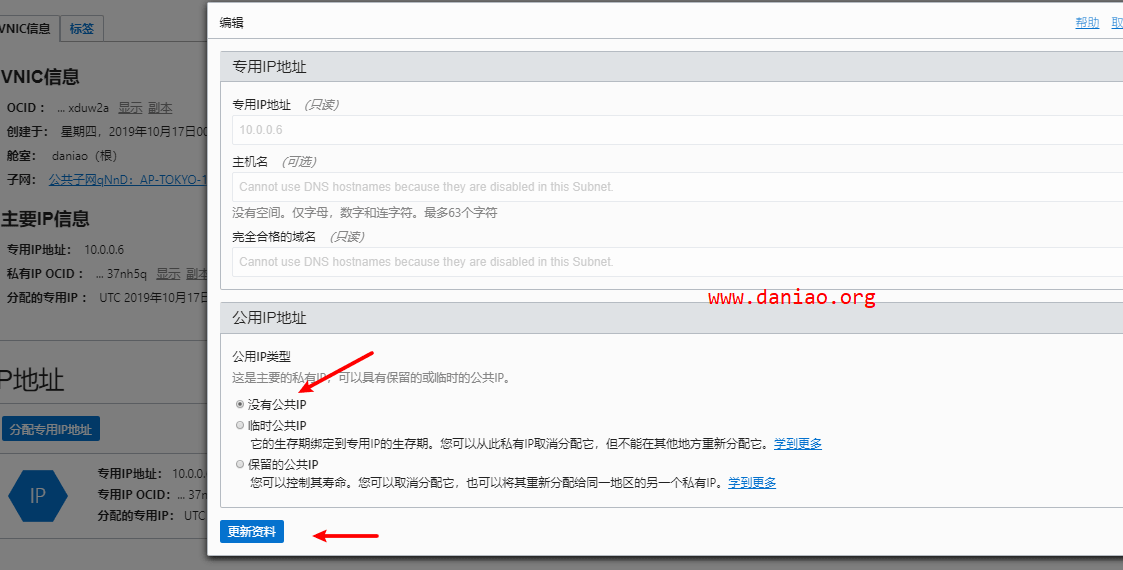 VNIC信息 标签
VNIC信息
OCID： ... xduw2a 显示 副本
创建于： 星期四，2019年10月17日00
舱室： daniao（根）
子网： 公共子网qNnD：AP-TOKYO-1
主要IP信息
专用IP地址： 10.0.0.6
私有IP OCID： ... 37nh5q 显示 副本
分配的专用IP： UTC 2019年10月17日
P地址
分配专用IP地址
IP
专用IP地址： 10.0.0.
专用IP OCID： ... 37n
分配的专用IP： UTC
编辑
帮助 取
专用IP地址
专用IP地址 （只读）
10.0.0.6
主机名 （可选）
Cannot use DNS hostnames because they are disabled in this Subnet.
没有空间。仅字母，数字和连字符。最多63个字符
完全合格的域名 （只读）
Cannot use DNS hostnames because they are disabled in this Subnet.
www.daniao.org
公用IP地址
公用IP类型
这是主要的私有IP，可以具有保留的或临时的公共IP。
没有公共IP
临时公共IP
它的生存期绑定到专用IP的生存期。您可以从此私有IP取消分配它，但不能在其他地方重新分配它。学到更多
保留的公共IP
您可以控制其寿命。您可以取消分配它，也可以将其重新分配给同一地区的另一个私有IP。学到更多
更新资料